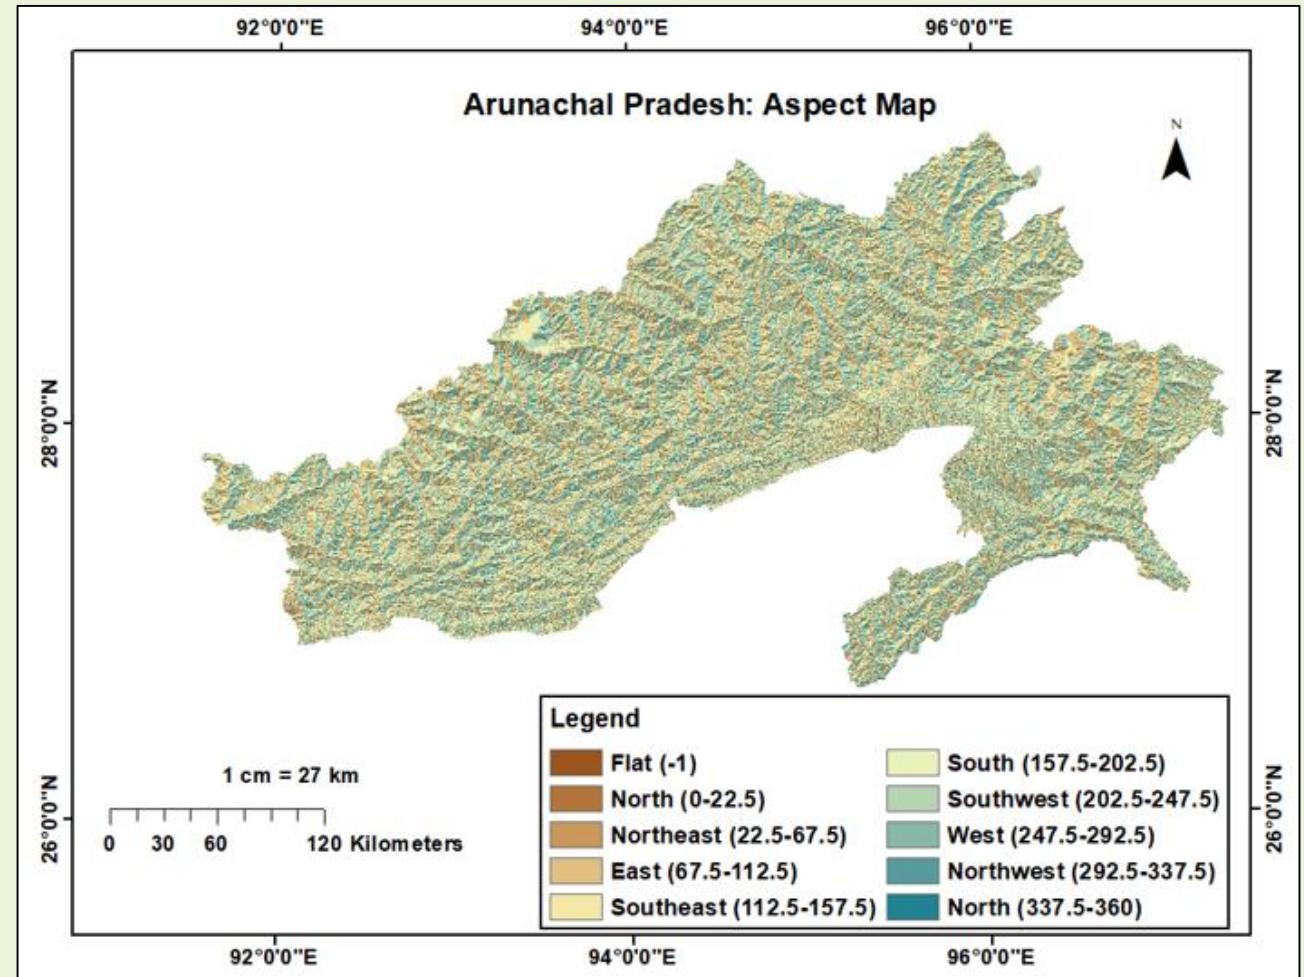 92°0'0"E 94°0'0"E 96°0'0"E
Arunachal Pradesh: Aspect Map
N
28°0'0"N
28°0'0"N
Legend
Flat (-1)
North (0-22.5)
Northeast (22.5-67.5)
East (67.5-112.5)
Southeast (112.5-157.5)
South (157.5-202.5)
Southwest (202.5-247.5)
West (247.5-292.5)
Northwest (292.5-337.5)
North (337.5-360)
1 cm = 27 km
0 30 60 120 Kilometers
26°0'0"N
26°0'0"N
92°0'0"E 94°0'0"E 96°0'0"E